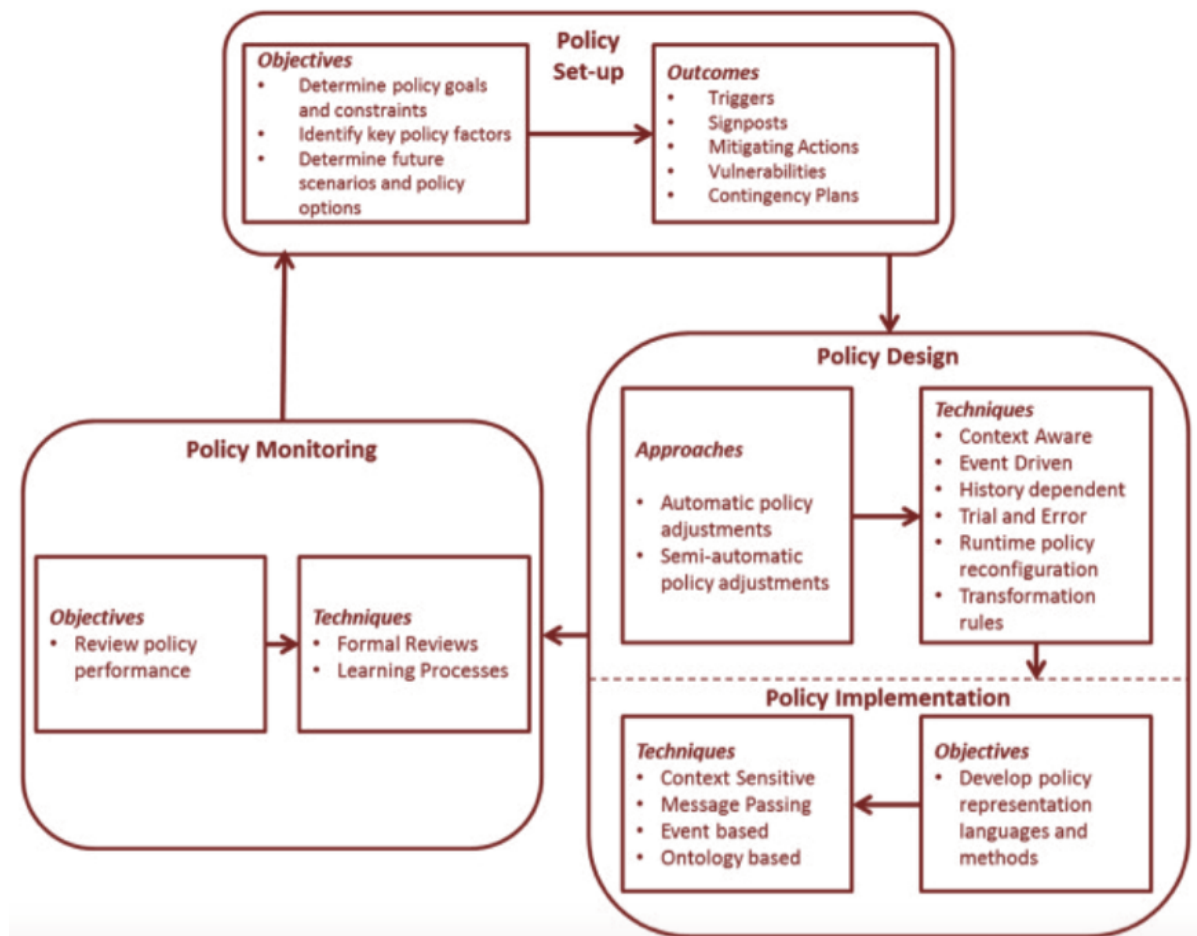 Policy
Set-up
Objectives
• Determine policy goals
and constraints
• Identify key policy factors
• Determine future
scenarios and policy
options
Outcomes
• Triggers
• Signposts
• Mitigating Actions
• Vulnerabilities
• Contingency Plans
Policy Design
Approaches
• Automatic policy
adjustments
• Semi-automatic
policy adjustments
Techniques
• Context Aware
• Event Driven
• History dependent
• Trial and Error
• Runtime policy
reconfiguration
• Transformation
rules
Policy Implementation
Objectives
• Develop policy
representation
languages and
methods
Techniques
• Context Sensitive
• Message Passing
• Event based
• Ontology based
Policy Monitoring
Objectives
• Review policy
performance
Techniques
• Formal Reviews
• Learning Processes